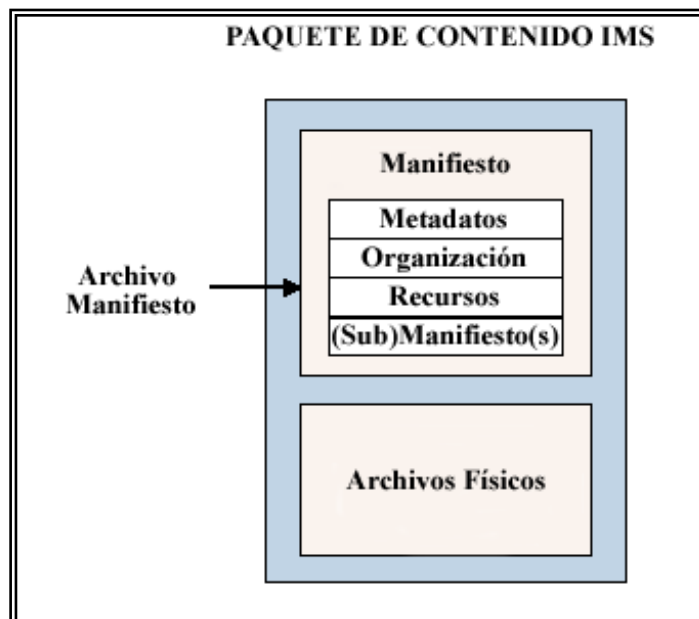 PAQUETE DE CONTENIDO IMS
Manifiesto
Metadatos
Organización
Recursos
(Sub)Manifiesto(s)
Archivo
Manifiesto
Archivos Físicos